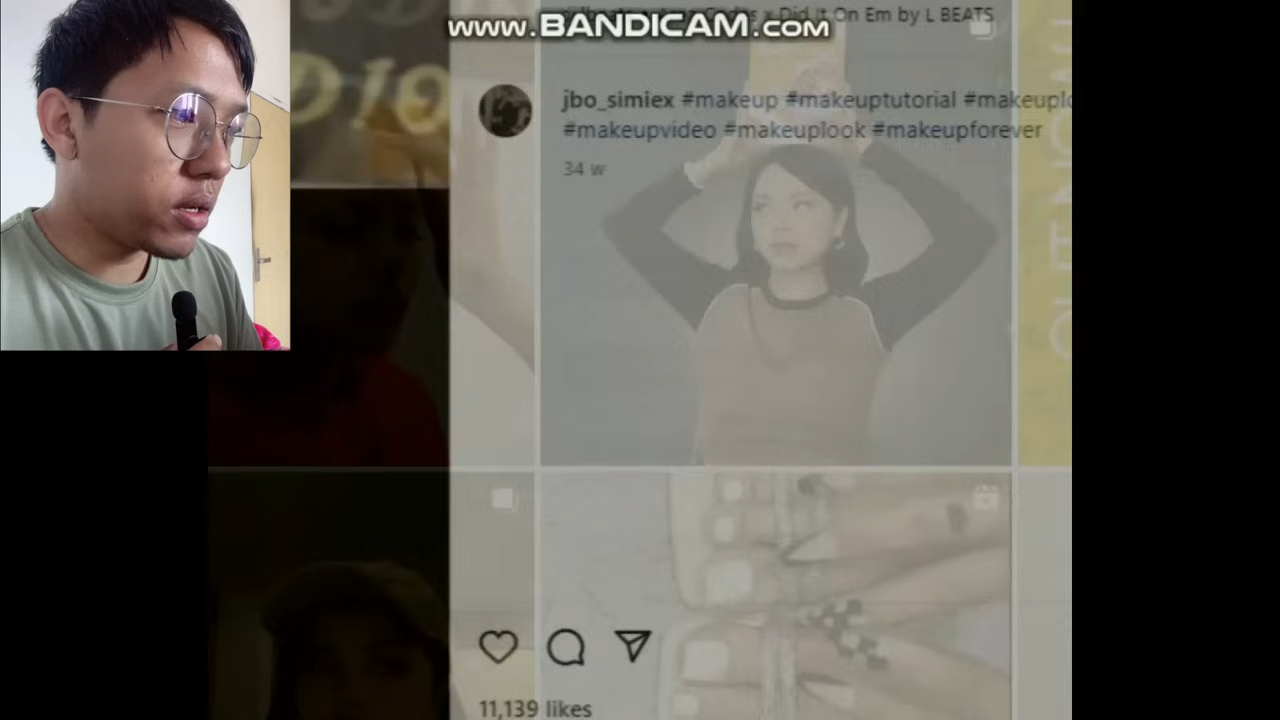 www.BANDICAM.com
Did It On Em by L BEATS
jbo_simiex #makeup #makeuptutorial
#makeupvideo #makeuplook #makeupforever
34 w
11,139 likes